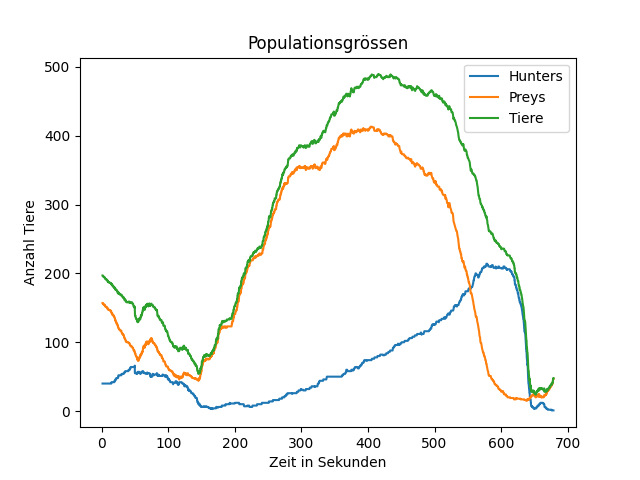 Populationsgrössen
Hunters
Preys
Tiere
Anzahl Tiere
500
400
300
200
100
0
0 100 200 300 400 500 600 700
Zeit in Sekunden